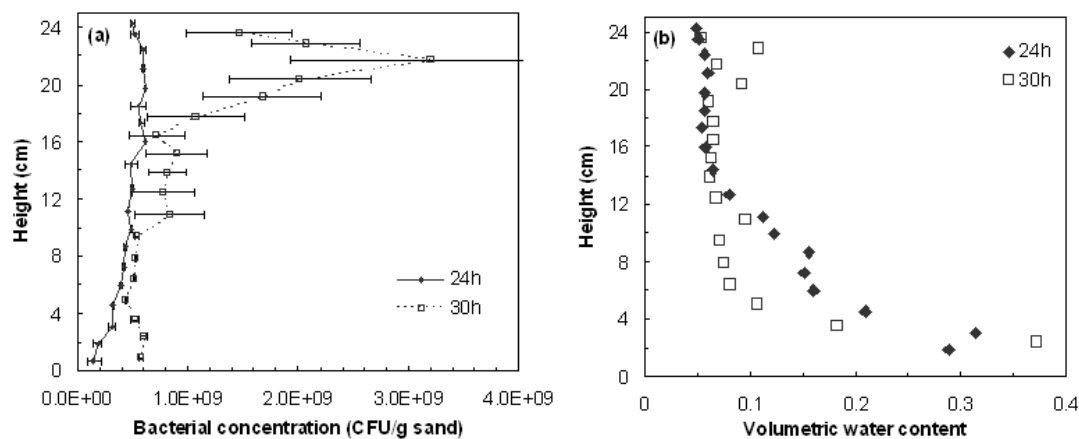 (a)
24
20
16
12
8
4
0
Height (cm)
24h
30h
0.0E+00 1.0E+09 2.0E+09 3.0E+09 4.0E+09
Bacterial concentration (CFU/g sand)
(b)
24
20
16
12
8
4
0
Height (cm)
24h
30h
0 0.1 0.2 0.3 0.4
Volumetric water content